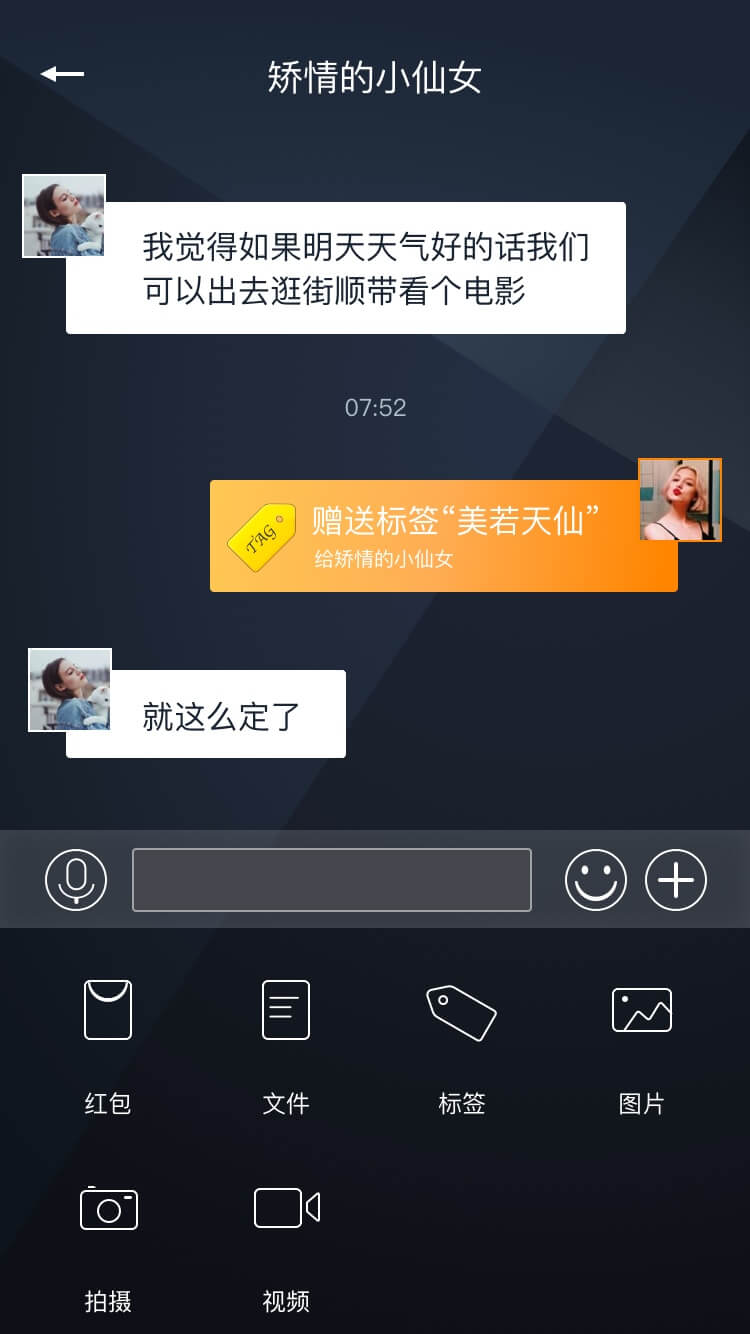 矫情的小仙女
我觉得如果明天天气好的话我们
可以出去逛街顺带看个电影
07:52
TAG
赠送标签“美若天仙”
给矫情的小仙女
就这么定了
红包
文件
标签
图片
拍摄
视频